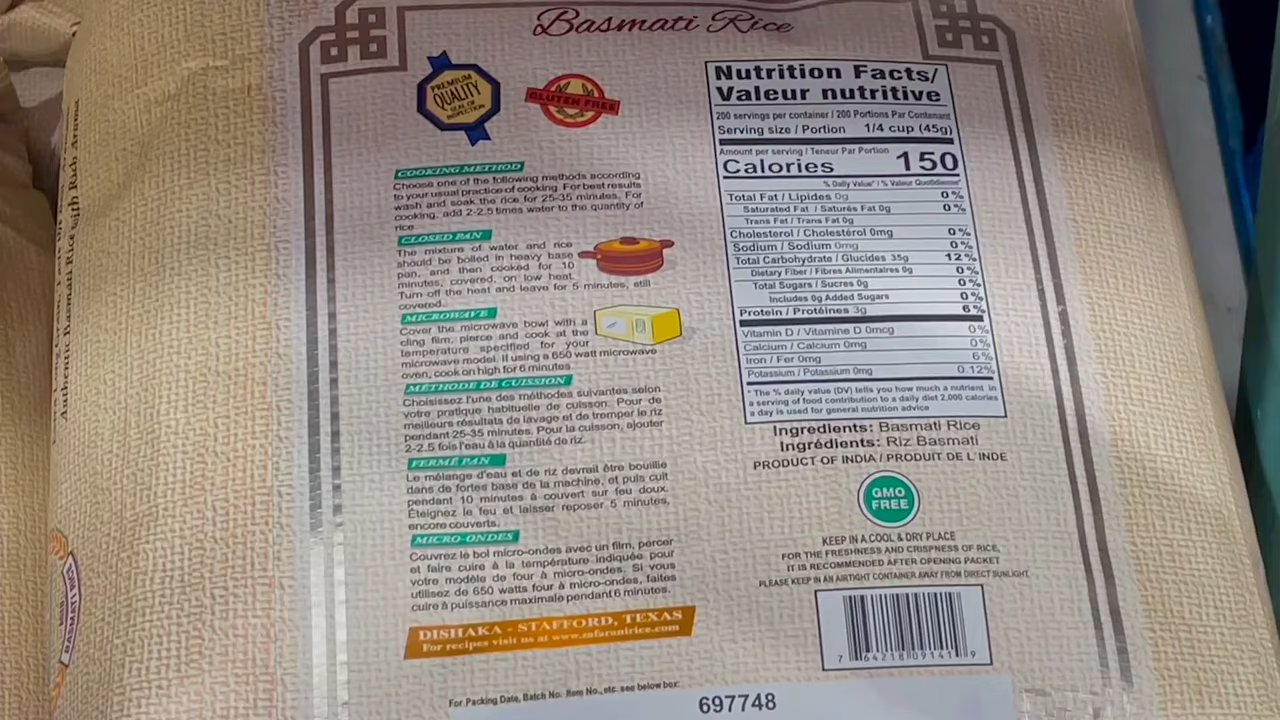 Basmati Rice
PREMIUM
QUALITY
SEAL OF
INSPECTION
GLUTEN FREE
COOKING METHOD
Choose one of the following methods according
to your usual practice of cooking. For best results
wash and soak the rice for 25-35 minutes. For
cooking, add 2-2.5 times water to the quantity of
rice
CLOSED PAN
The mixture of water and rice
should be boiled in heavy base
pan, and then cooked for 10
minutes, covered, on low heat.
Turn off the heat and leave for 5 minutes, still
covered.
MICROWAVE
Cover the microwave bowl with a
cling film, pierce and cook at the
temperature specified for your
microwave model. If using a 650 watt microwave
oven, cook on high for 6 minutes
MÉTHODE DE CUISSION
Choisissez l'une des méthodes suivantes selon
votre pratique habituelle de cuisson. Pour de
meilleurs résultats de lavage et de tremper le riz
pendant 25-35 minutes. Pour la cuisson, ajouter
2-2.5 fois l'eau à la quantité de riz.
FERMÉ PAN
Le mélange d'eau et de riz devrait être bouillie
dans de fortes base de la machine, et puis cuit
pendant 10 minutes à couvert sur feu doux.
Éteignez le feu et laisser reposer 5 minutes,
encore couverts.
MICRO-ONDES
Couvrez le bol micro-ondes avec un film, percer
et faire cuire à la température indiquée pour
votre modèle de four à micro-ondes. Si vous
utilisez de 650 watts four à micro-ondes, faites
cuire à puissance maximale pendant 6 minutes.
DISHAKA - STAFFORD, TEXAS
For recipes visit us at www.zafaranirice.com
For Packing Date, Batch No. Item No., etc. see below box:
697748
Nutrition Facts/
Valeur nutritive
200 servings per container / 200 Portions Par Contenant
Serving size / Portion 1/4 cup (45g)
Amount per serving / Teneur Par Portion
Calories 150
% Daily Value* / % Valeur Quotidienne*
Total Fat / Lipides 0g 0%
Saturated Fat / Saturés Fat 0g 0%
Trans Fat / Trans Fat 0g
Cholesterol / Cholestérol 0mg 0%
Sodium / Sodium 0mg 0%
Total Carbohydrate / Glucides 35g 12%
Dietary Fiber / Fibres Alimentaires 0g 0%
Total Sugars / Sucres 0g 0%
Includes 0g Added Sugars 0%
Protein / Protéines 3g 6%
Vitamin D / Vitamine D 0mcg 0%
Calcium / Calcium 0mg 0%
Iron / Fer 0mg 6%
Potassium / Potassium 0mg 0.12%
* The % daily value (DV) tells you how much a nutrient in
a serving of food contribution to a daily diet 2,000 calories
a day is used for general nutrition advice
Ingredients: Basmati Rice
Ingrédients: Riz Basmati
PRODUCT OF INDIA / PRODUIT DE L'INDE
GMO
FREE
KEEP IN A COOL & DRY PLACE
FOR THE FRESHNESS AND CRISPNESS OF RICE,
IT IS RECOMMENDED AFTER OPENING PACKET
PLEASE KEEP IN AN AIRTIGHT CONTAINER AWAY FROM DIRECT SUNLIGHT
7 64218 09141 9
Authentic Basmati Rice with Rich Aroma
BASMATI RICE